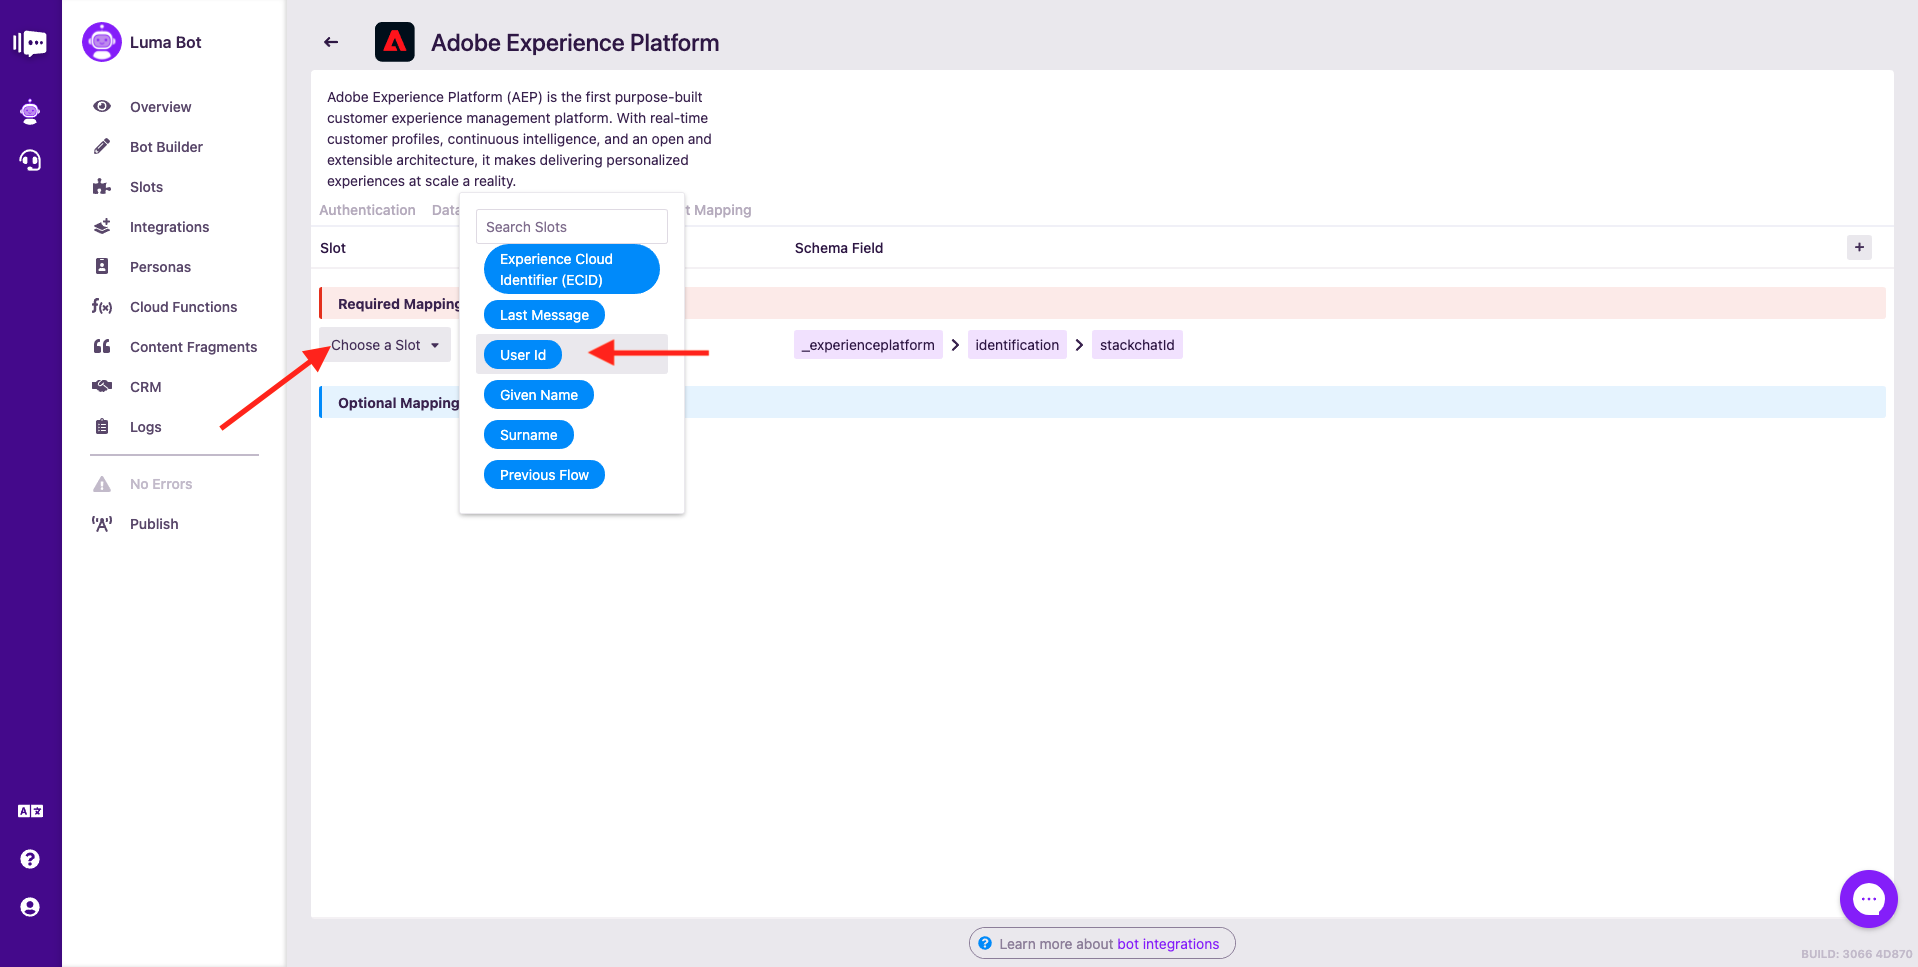 Luma Bot
Overview
Bot Builder
Slots
Integrations
Personas
Cloud Functions
Content Fragments
CRM
Logs
No Errors
Publish
Adobe Experience Platform
Adobe Experience Platform (AEP) is the first purpose-built
customer experience management platform. With real-time
customer profiles, continuous intelligence, and an open and
extensible architecture, it makes delivering personalized
experiences at scale a reality.
Authentication Data t Mapping
Slot Schema Field +
Required Mapping
Choose a Slot
_experienceplatform > identification > stackchatId
Optional Mapping
Search Slots
Experience Cloud
Identifier (ECID)
Last Message
User Id
Given Name
Surname
Previous Flow
Learn more about bot integrations
BUILD: 3066 4D870